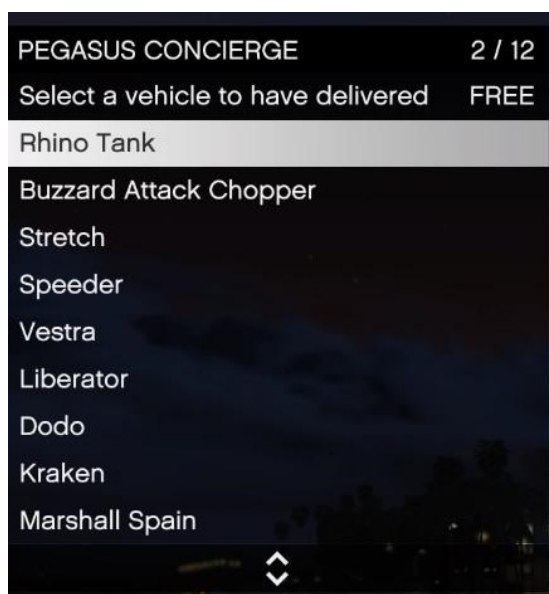 PEGASUS CONCIERGE 2 / 12
Select a vehicle to have delivered FREE
Rhino Tank
Buzzard Attack Chopper
Stretch
Speeder
Vestra
Liberator
Dodo
Kraken
Marshall Spain